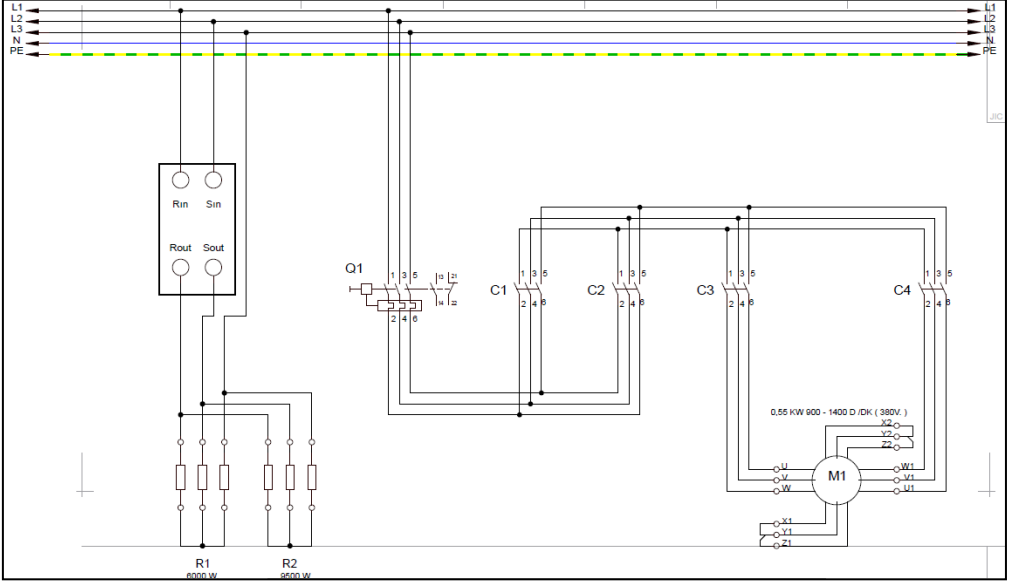 L1 L1
L2 L2
L3 L3
N N
PE PE
JIC
Rın Sın
Rout Sout
Q1
1 3 5 13 21
2 4 6 14 22
C1
1 3 5
2 4 6
C2
1 3 5
2 4 6
C3
1 3 5
2 4 6
C4
1 3 5
2 4 6
0,55 KW 900 - 1400 D /DK ( 380V. )
X2
Y2
Z2
U
V
W
M1
W1
V1
U1
X1
Y1
Z1
R1
6000 W
R2
9500 W